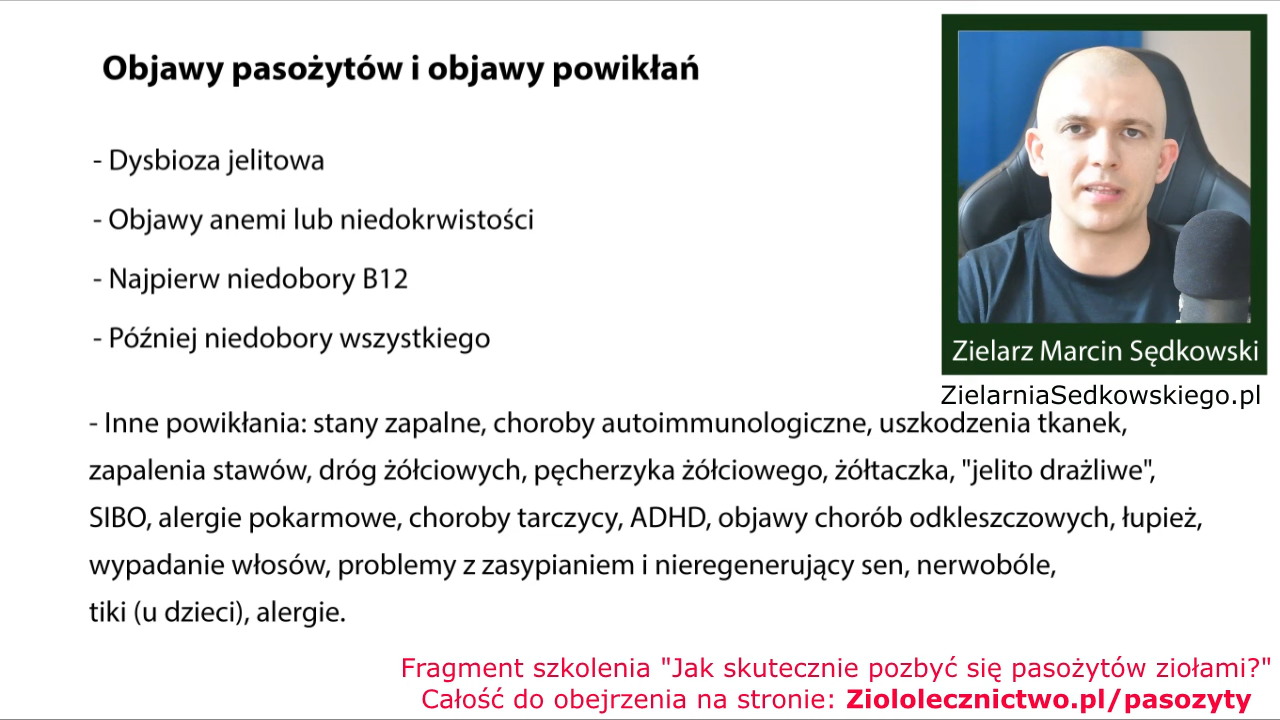 Objawy pasożytów i objawy powikłań
- Dysbioza jelitowa
- Objawy anemi lub niedokrwistości
- Najpierw niedobory B12
- Później niedobory wszystkiego
Zielarz Marcin Sędkowski
ZielarniaSedkowskiego.pl
- Inne powikłania: stany zapalne, choroby autoimmunologiczne, uszkodzenia tkanek,
zapalenia stawów, dróg żółciowych, pęcherzyka żółciowego, żółtaczka, "jelito drażliwe",
SIBO, alergie pokarmowe, choroby tarczycy, ADHD, objawy chorób odkleszczowych, łupież,
wypadanie włosów, problemy z zasypianiem i nieregenerujący sen, nerwobóle,
tiki (u dzieci), alergie.
Fragment szkolenia "Jak skutecznie pozbyć się pasożytów ziołami?"
Całość do obejrzenia na stronie: Ziololecznictwo.pl/pasozyty